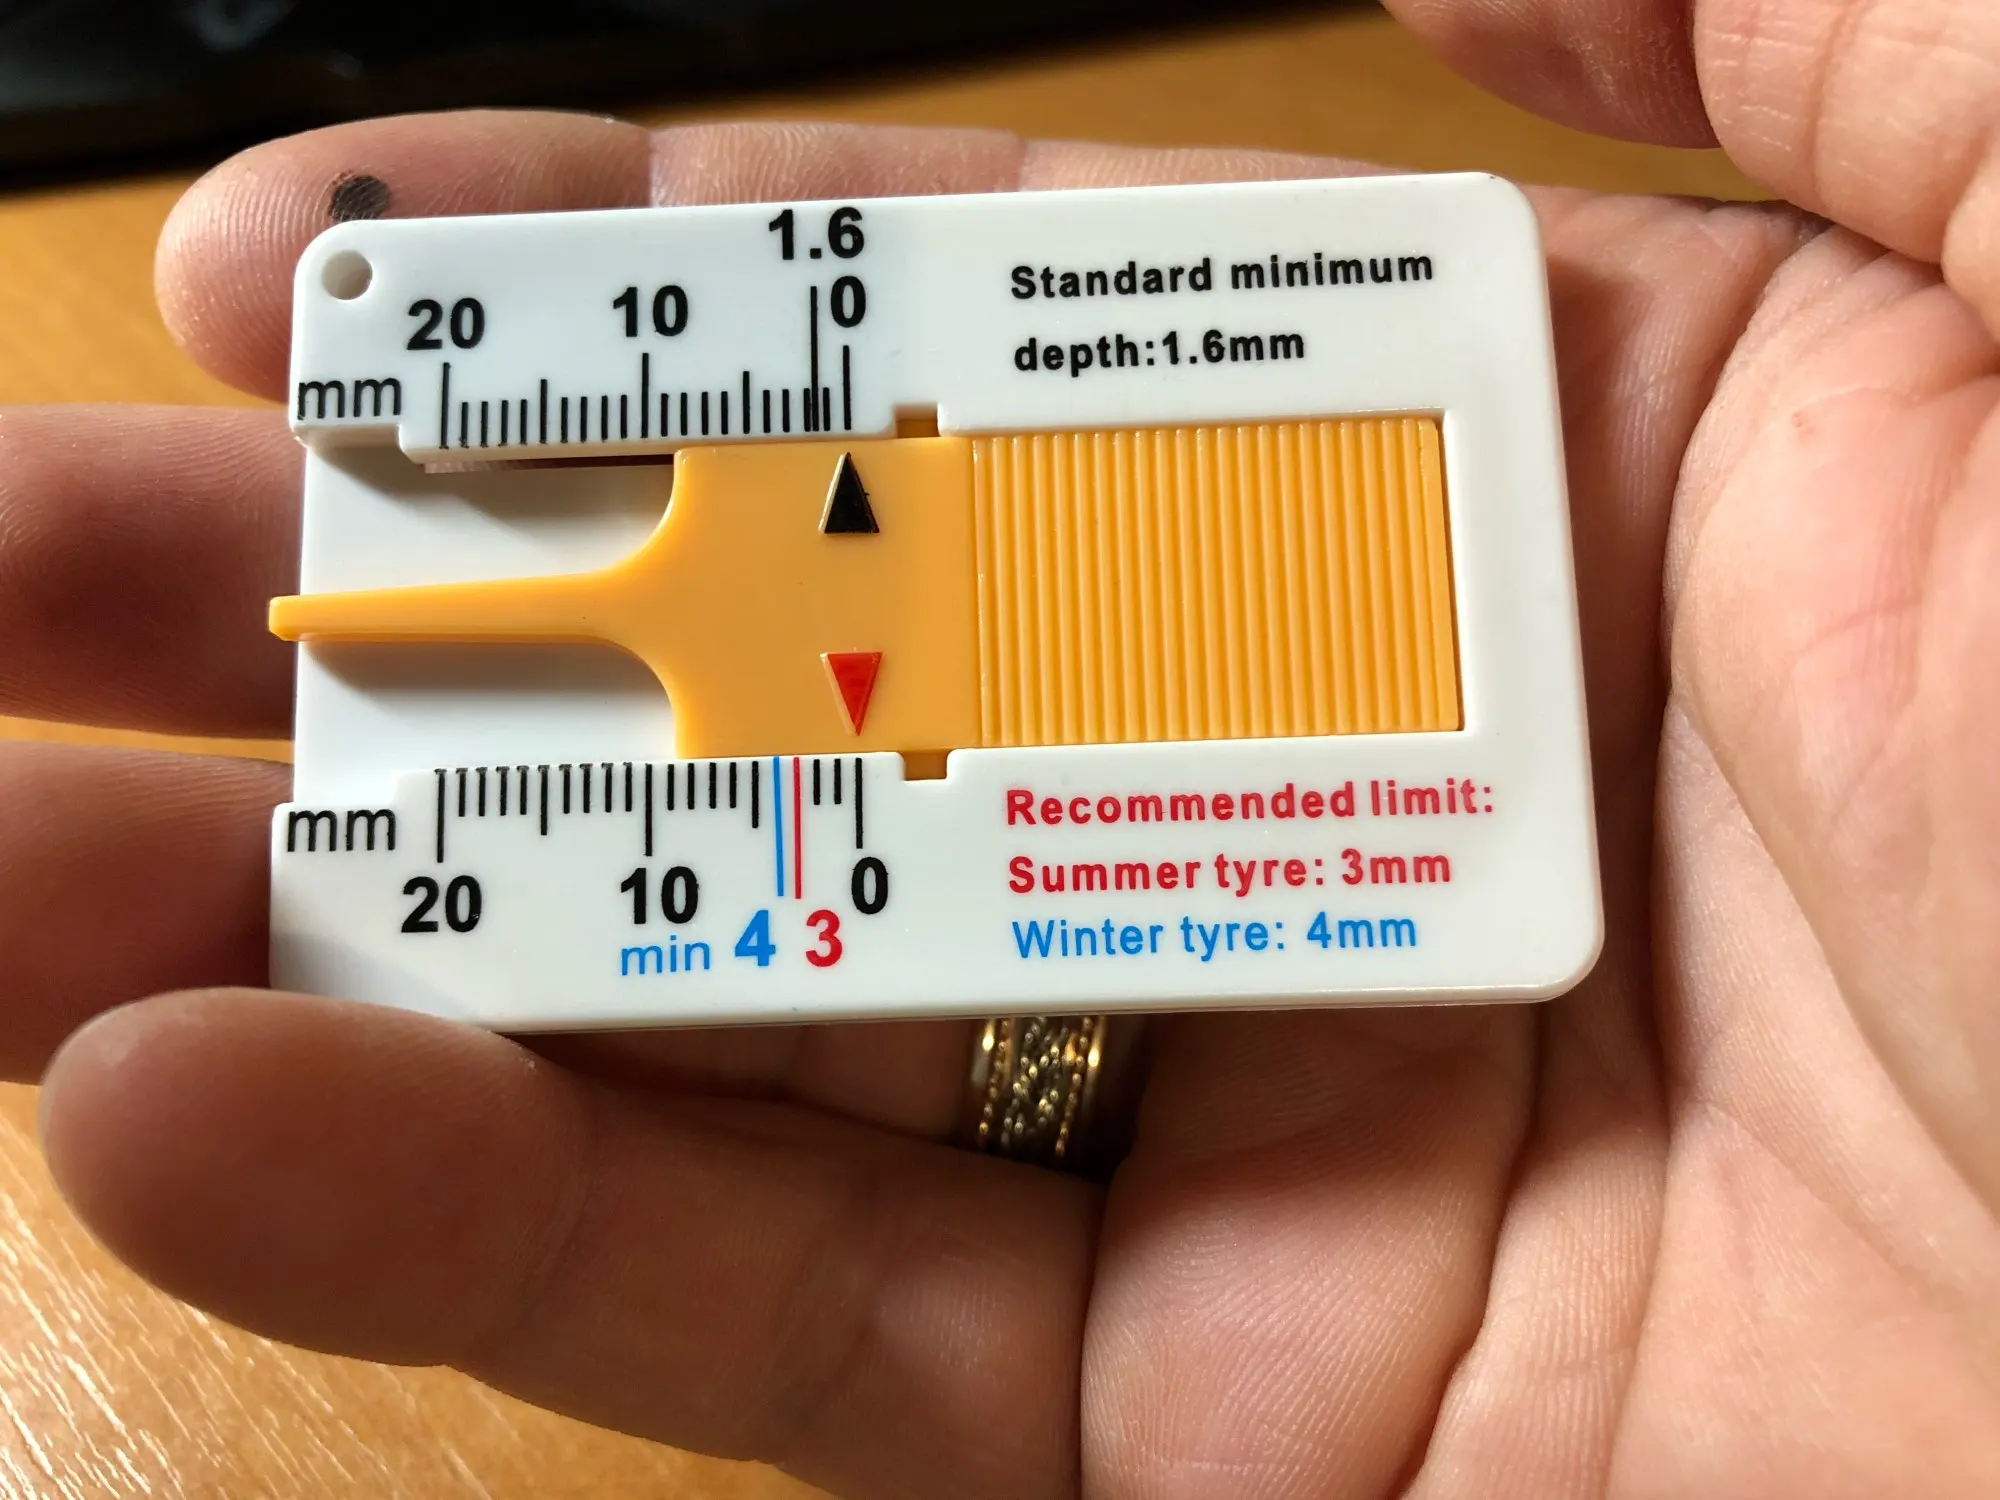 1.6
20 10 0
mm
Standard minimum
depth:1.6mm
mm
20 10 0
min 4 3
Recommended limit:
Summer tyre: 3mm
Winter tyre: 4mm